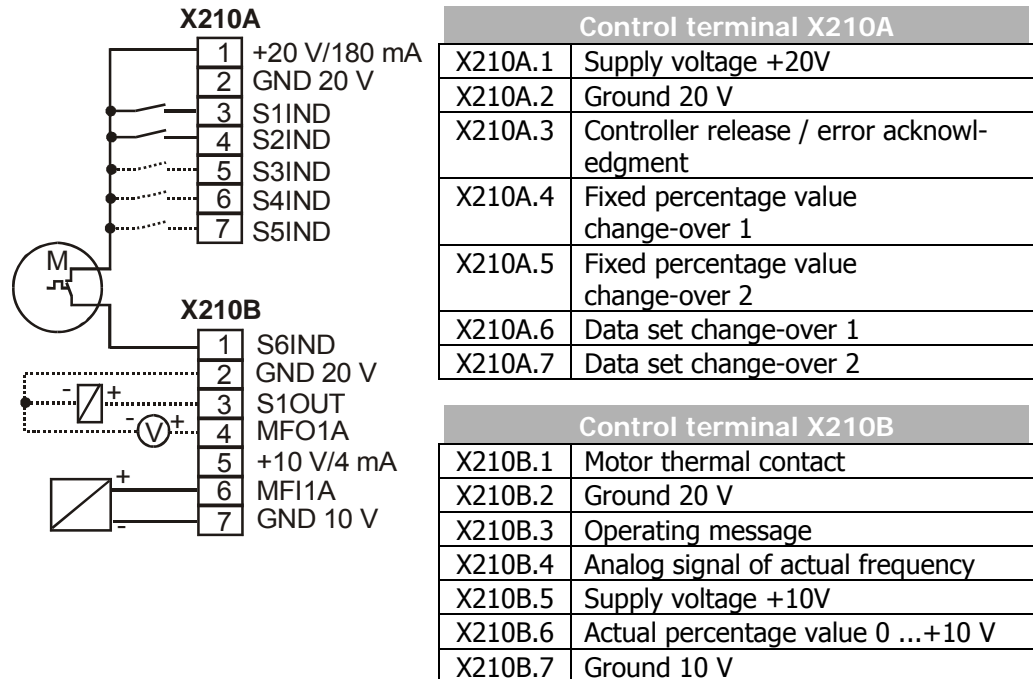 X210A
1 +20 V/180 mA
2 GND 20 V
3 S1IND
4 S2IND
5 S3IND
6 S4IND
7 S5IND
M
X210B
1 S6IND
2 GND 20 V
- + 3 S1OUT
- V + 4 MFO1A
5 +10 V/4 mA
+ 6 MFI1A
- 7 GND 10 V
Control terminal X210A
X210A.1 Supply voltage +20V
X210A.2 Ground 20 V
X210A.3 Controller release / error acknowl-
edgment
X210A.4 Fixed percentage value
change-over 1
X210A.5 Fixed percentage value
change-over 2
X210A.6 Data set change-over 1
X210A.7 Data set change-over 2
Control terminal X210B
X210B.1 Motor thermal contact
X210B.2 Ground 20 V
X210B.3 Operating message
X210B.4 Analog signal of actual frequency
X210B.5 Supply voltage +10V
X210B.6 Actual percentage value 0 ...+10 V
X210B.7 Ground 10 V